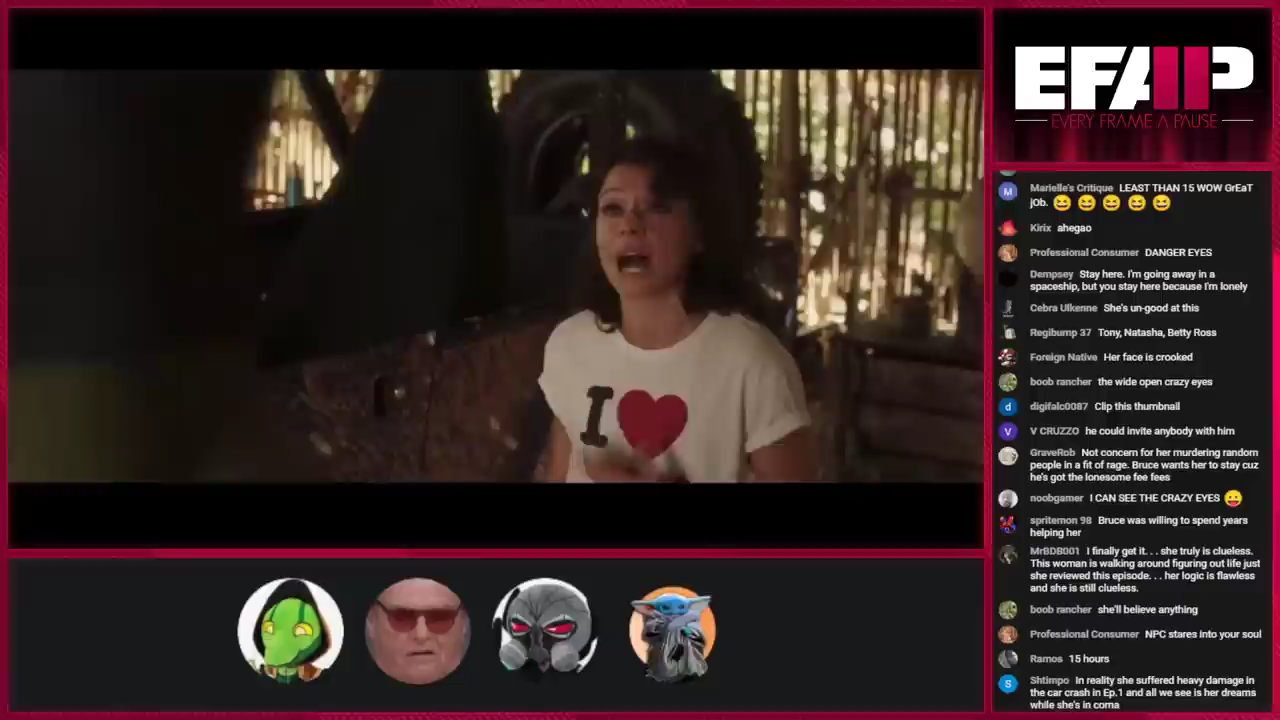 EFAP
EVERY FRAME A PAUSE
I
Marielle's Critique LEAST THAN 15 WOW GrEaT
jOb.
Kirix ahegao
Professional Consumer DANGER EYES
Dempsey Stay here. I'm going away in a
spaceship, but you stay here because I'm lonely
Cebra Ulkenne She's un-good at this
Regibump 37 Tony, Natasha, Betty Ross
Foreign Native Her face is crooked
boob rancher the wide open crazy eyes
d
digifalc0087 Clip this thumbnail
V
V CRUZZO he could invite anybody with him
GraveRob Not concern for her murdering random
people in a fit of rage. Bruce wants her to stay cuz
he's got the lonesome fee fees
noobgamer I CAN SEE THE CRAZY EYES
spritemon 98 Bruce was willing to spend years
helping her
MrBDB001 I finally get it. . . she truly is clueless.
This woman is walking around figuring out life just
she reviewed this episode. . . her logic is flawless
and she is still clueless.
boob rancher she'll believe anything
Professional Consumer NPC stares into your soul
Ramos 15 hours
S
Shtimpo In reality she suffered heavy damage in
the car crash in Ep.1 and all we see is her dreams
while she's in coma